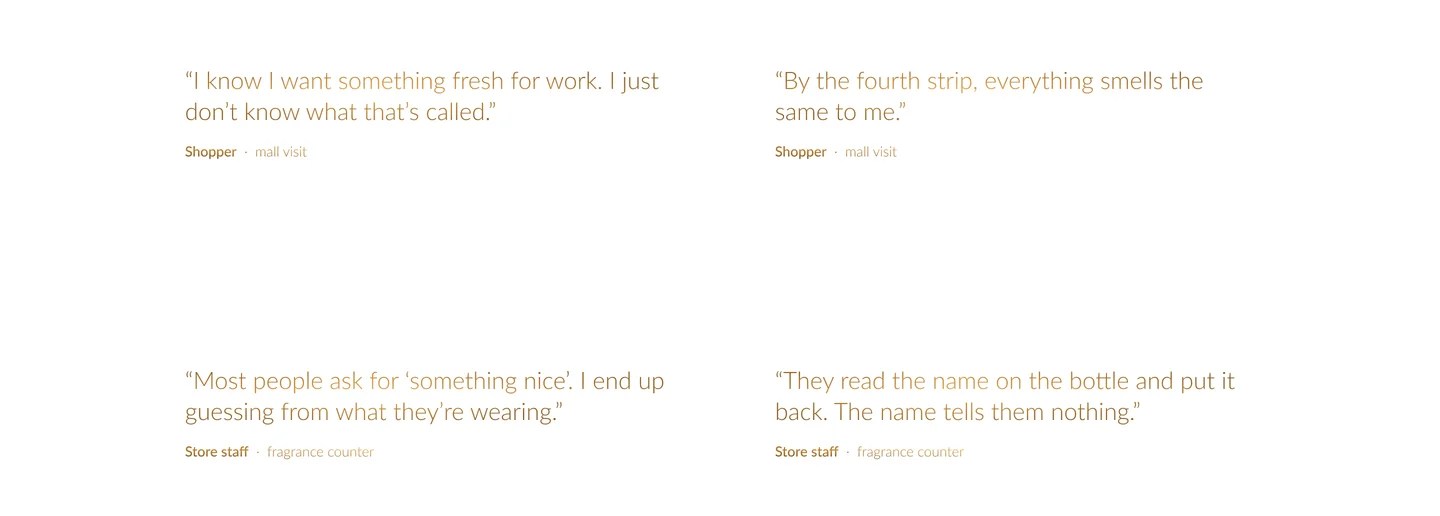 “I know I want something fresh for work. I just
don’t know what that’s called.”
Shopper · mall visit
“By the fourth strip, everything smells the
same to me.”
Shopper · mall visit
“Most people ask for ‘something nice’. I end up
guessing from what they’re wearing.”
Store staff · fragrance counter
“They read the name on the bottle and put it
back. The name tells them nothing.”
Store staff · fragrance counter